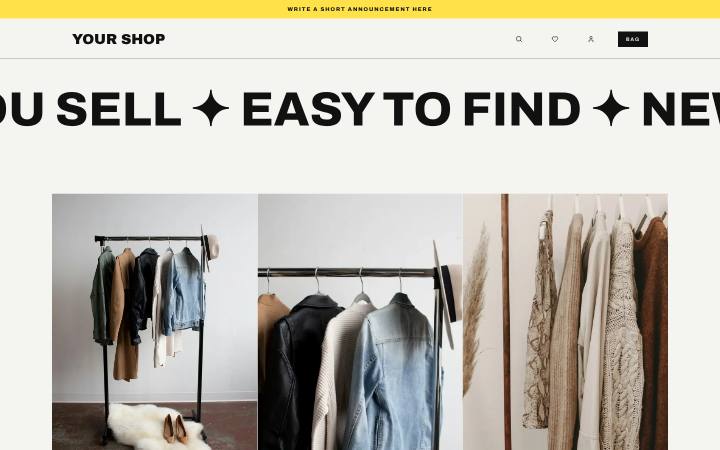 WRITE A SHORT ANNOUNCEMENT HERE
YOUR SHOP
BAG
OU SELL ✦ EASY TO FIND ✦ NEW